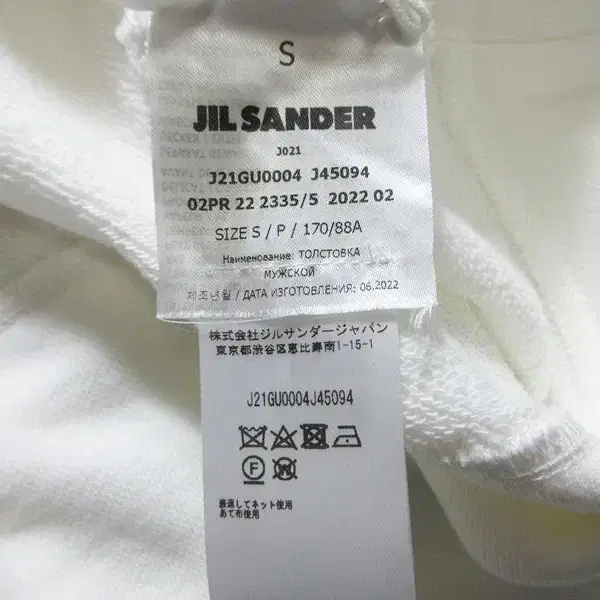 S
JIL SANDER
J021
J21GU0004 J45094
02PR 22 2335/5 2022 02
SIZE S / P / 170/88A
Наименование: ТОЛСТОВКА
МУЖСКОЙ
제조년월 / ДАТА ИЗГОТОВЛЕНИЯ: 06.2022
株式会社ジルサンダージャパン
東京都渋谷区恵比寿南1-15-1
J21GU0004J45094
F
W
裏返してネット使用
あて布使用